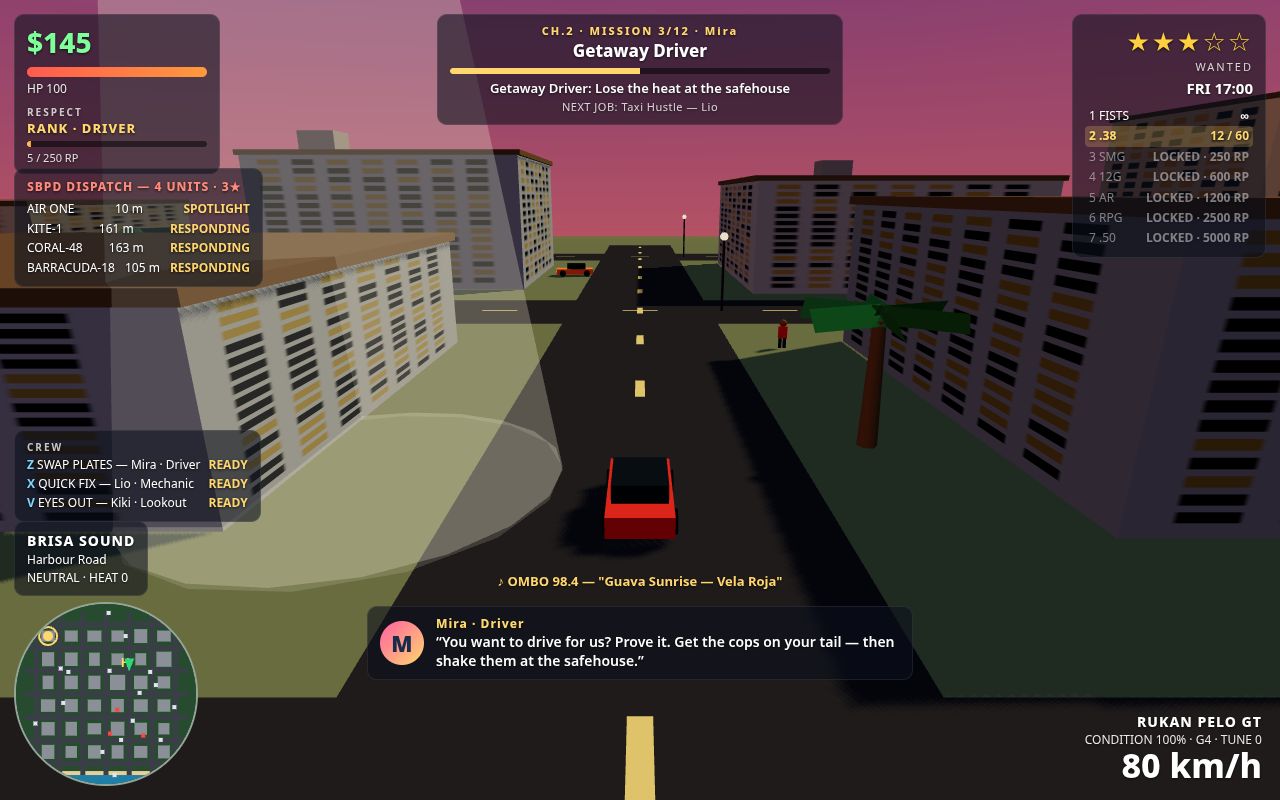 $145
HP 100
RESPECT
RANK · DRIVER
5 / 250 RP
CH.2 · MISSION 3/12 · Mira
Getaway Driver
Getaway Driver: Lose the heat at the safehouse
NEXT JOB: Taxi Hustle — Lio
★★★☆☆
WANTED
FRI 17:00
1 FISTS ∞
2 .38 12 / 60
3 SMG LOCKED · 250 RP
4 12G LOCKED · 600 RP
5 AR LOCKED · 1200 RP
6 RPG LOCKED · 2500 RP
7 .50 LOCKED · 5000 RP
SBPD DISPATCH — 4 UNITS · 3★
AIR ONE 10 m SPOTLIGHT
KITE-1 161 m RESPONDING
CORAL-48 163 m RESPONDING
BARRACUDA-18 105 m RESPONDING
CREW
Z SWAP PLATES — Mira · Driver READY
X QUICK FIX — Lio · Mechanic READY
V EYES OUT — Kiki · Lookout READY
BRISA SOUND
Harbour Road
NEUTRAL · HEAT 0
♪ OMBO 98.4 — "Guava Sunrise — Vela Roja"
M
Mira · Driver
“You want to drive for us? Prove it. Get the cops on your tail — then
shake them at the safehouse.”
RUKAN PELO GT
CONDITION 100% · G4 · TUNE 0
80 km/h